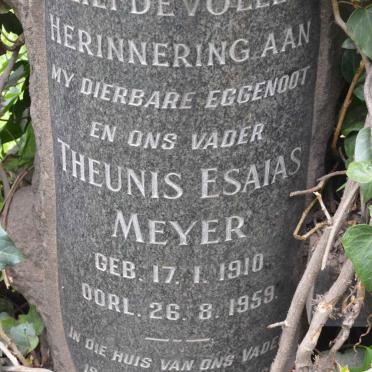 LIEFDEVOLLE
HERINNERING AAN
MY DIERBARE EGGENOOT
EN ONS VADER
THEUNIS ESAIAS
MEYER
GEB. 17. 1. 1910.
OORL. 26. 8. 1959.
IN DIE HUIS VAN ONS VADER